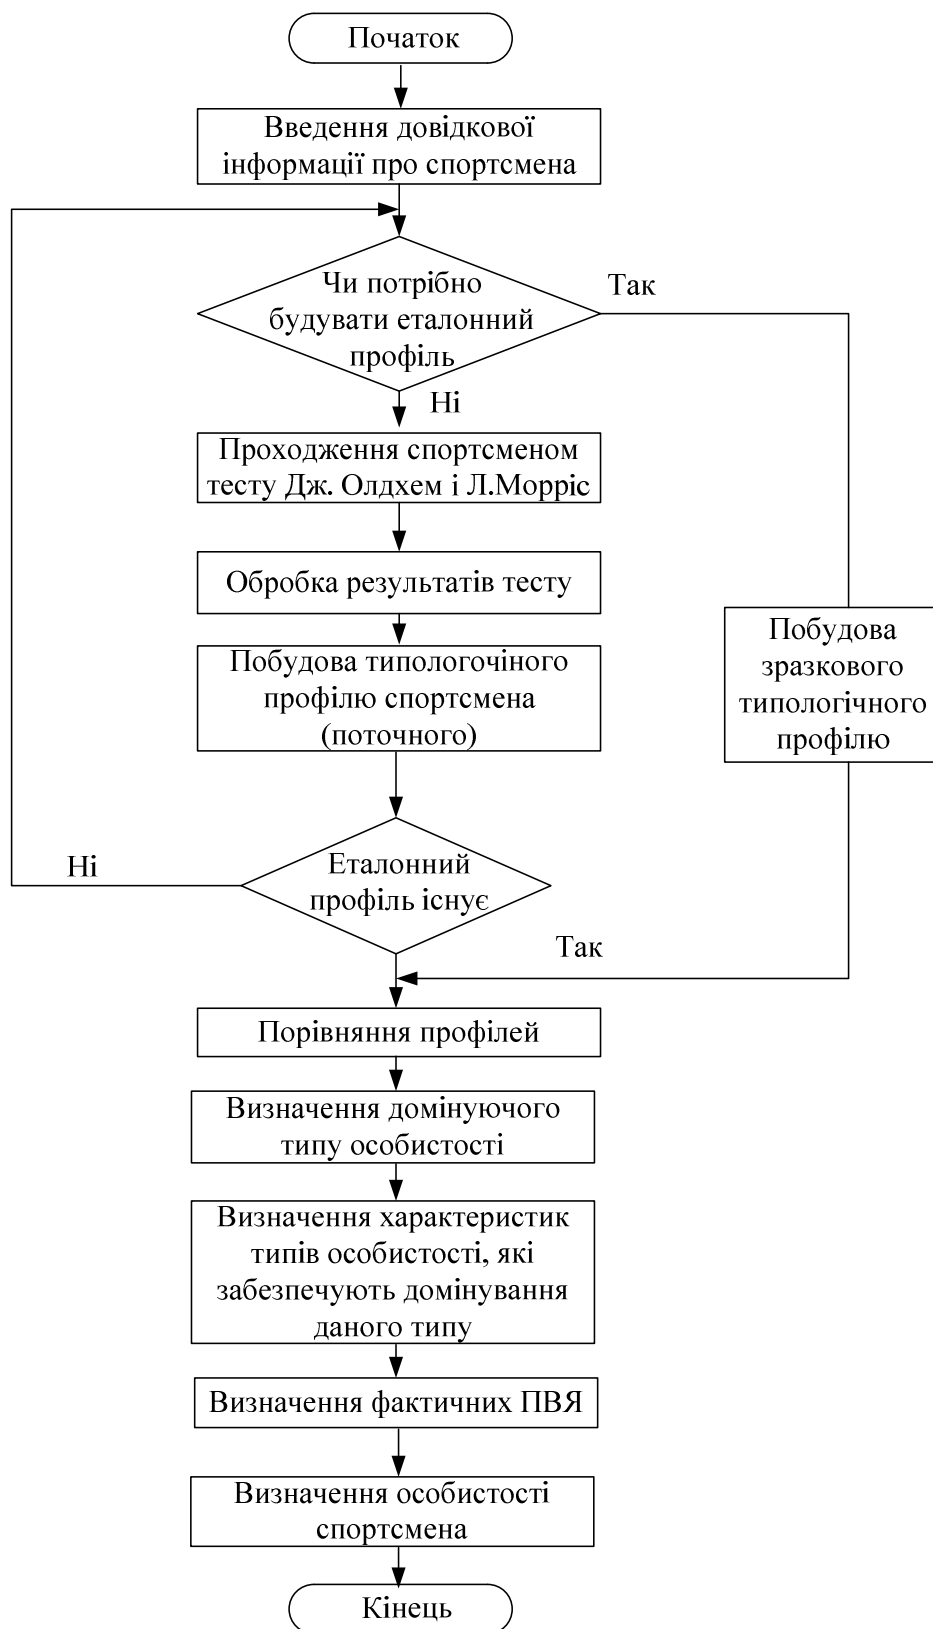 Початок
Введення довідкової
інформації про спортсмена
Чи потрібно
будувати еталонний
профіль
Так
Ні
Проходження спортсменом
тесту Дж. Олдхем і Л.Морріс
Обробка результатів тесту
Побудова типологочіного
профілю спортсмена
(поточного)
Побудова
зразкового
типологічного
профілю
Еталонний
профіль існує
Ні
Так
Порівняння профілей
Визначення домінуючого
типу особистості
Визначення характеристик
типів особистості, які
забезпечують домінування
даного типу
Визначення фактичних ПВЯ
Визначення особистості
спортсмена
Кінець